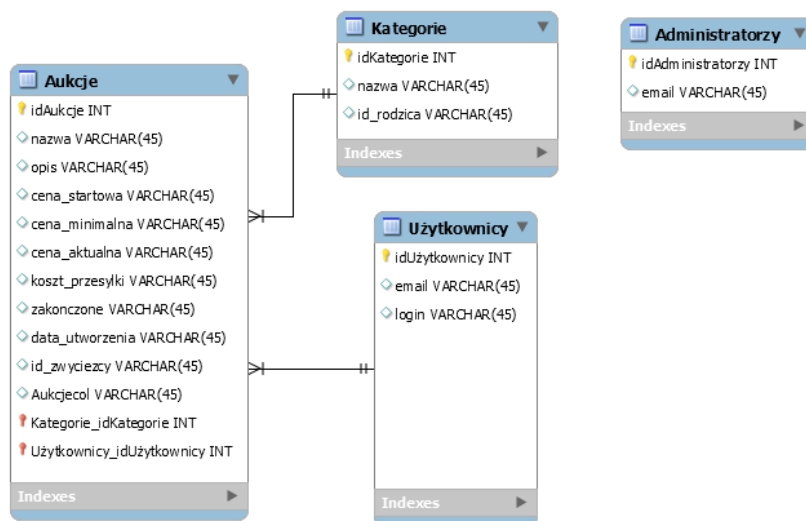 Aukcje
idAukcje INT
nazwa VARCHAR(45)
opis VARCHAR(45)
cena_startowa VARCHAR(45)
cena_minimalna VARCHAR(45)
cena_aktualna VARCHAR(45)
koszt_przesylki VARCHAR(45)
zakonczone VARCHAR(45)
data_utworzenia VARCHAR(45)
id_zwyciezcy VARCHAR(45)
Aukcjecol VARCHAR(45)
Kategorie_idKategorie INT
Użytkownicy_idUżytkownicy INT
Indexes
Kategorie
idKategorie INT
nazwa VARCHAR(45)
id_rodzica VARCHAR(45)
Indexes
Użytkownicy
idUżytkownicy INT
email VARCHAR(45)
login VARCHAR(45)
Indexes
Administratorzy
idAdministratorzy INT
email VARCHAR(45)
Indexes